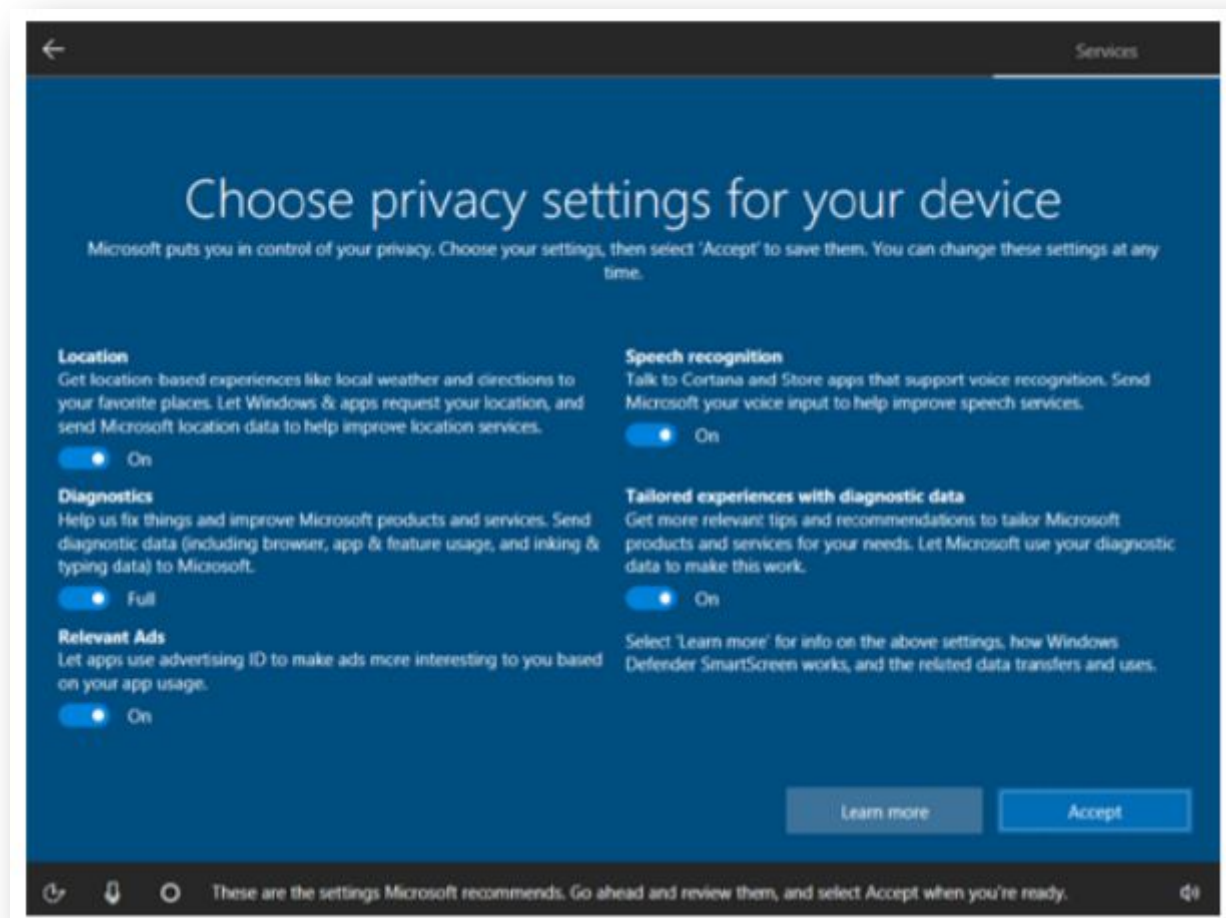 Services
Choose privacy settings for your device
Microsoft puts you in control of your privacy. Choose your settings, then select 'Accept' to save them. You can change these settings at any
time.
Location
Get location-based experiences like local weather and directions to
your favorite places. Let Windows & apps request your location, and
send Microsoft location data to help improve location services.
On
Diagnostics
Help us fix things and improve Microsoft products and services. Send
diagnostic data (including browser, app & feature usage, and inking &
typing data) to Microsoft.
Full
Relevant Ads
Let apps use advertising ID to make ads more interesting to you based
on your app usage.
On
Speech recognition
Talk to Cortana and Store apps that support voice recognition. Send
Microsoft your voice input to help improve speech services.
On
Tailored experiences with diagnostic data
Get more relevant tips and recommendations to tailor Microsoft
products and services for your needs. Let Microsoft use your diagnostic
data to make this work.
On
Select 'Learn more' for info on the above settings, how Windows
Defender SmartScreen works, and the related data transfers and uses.
Learn more
Accept
These are the settings Microsoft recommends. Go ahead and review them, and select Accept when you're ready.